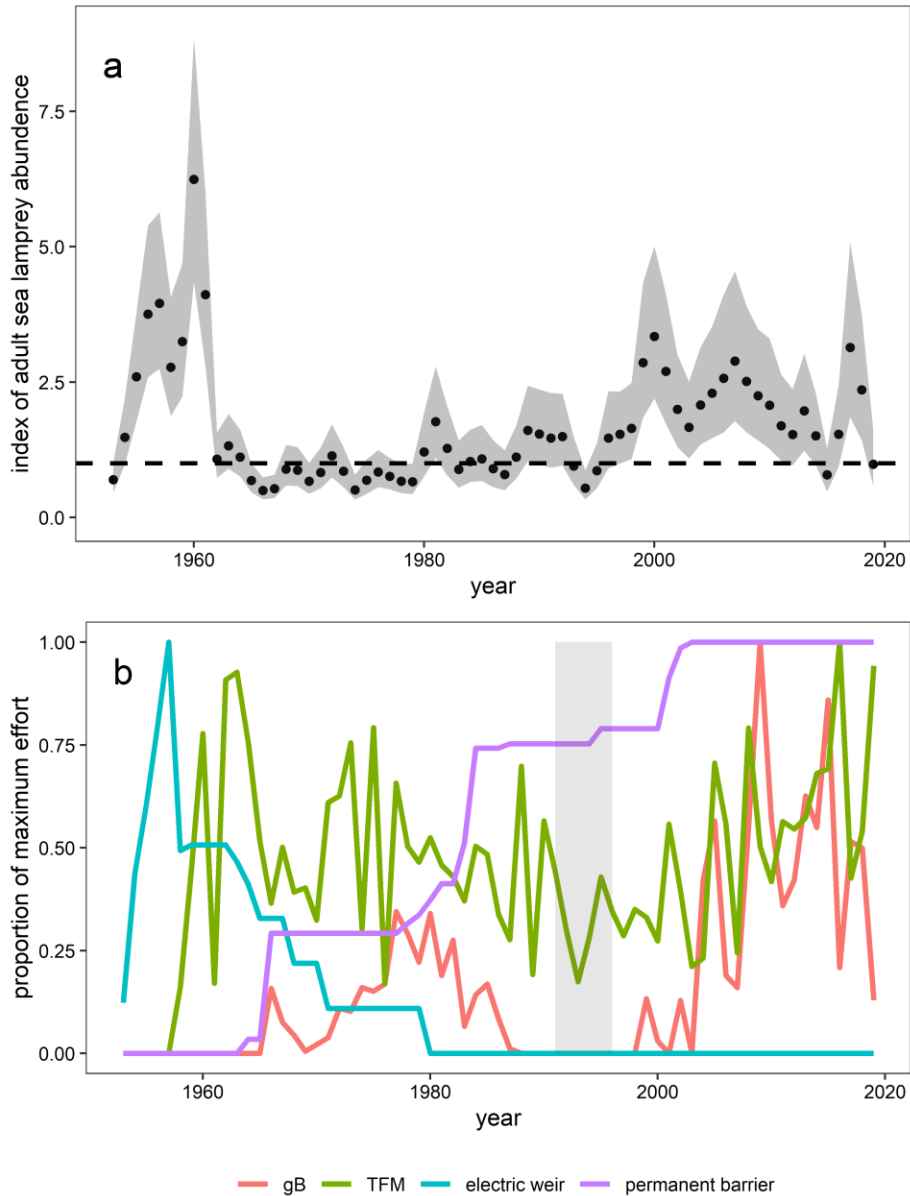 a
index of adult sea lamprey abundence
7.5
5.0
2.5
0.0
1960 1980 2000 2020
year
b
proportion of maximum effort
1.00
0.75
0.50
0.25
0.00
1960 1980 2000 2020
year
gB TFM electric weir permanent barrier